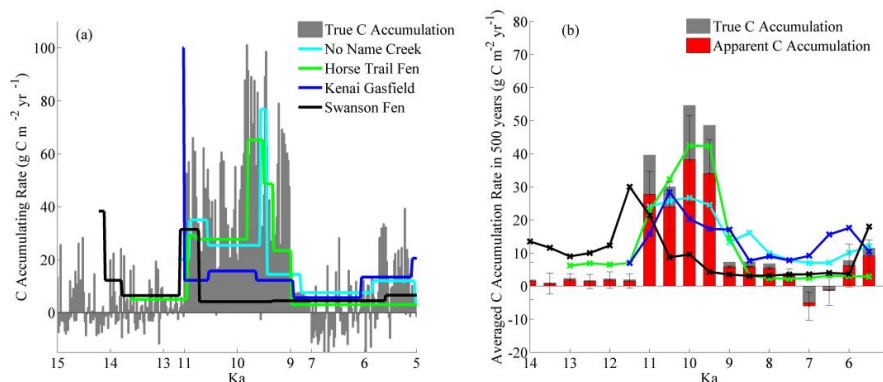 (a)
True C Accumulation
No Name Creek
Horse Trail Fen
Kenai Gasfield
Swanson Fen
C Accumulating Rate (g C m⁻² yr⁻¹)
120
100
80
60
40
20
0
15 14 13 11 10 9 7 6 5
Ka
(b)
True C Accumulation
Apparent C Accumulation
Averaged C Accumulation Rate in 500 years (g C m⁻² yr⁻¹)
80
70
60
50
40
30
20
10
0
-10
-20
14 13 12 11 10 9 8 7 6
Ka